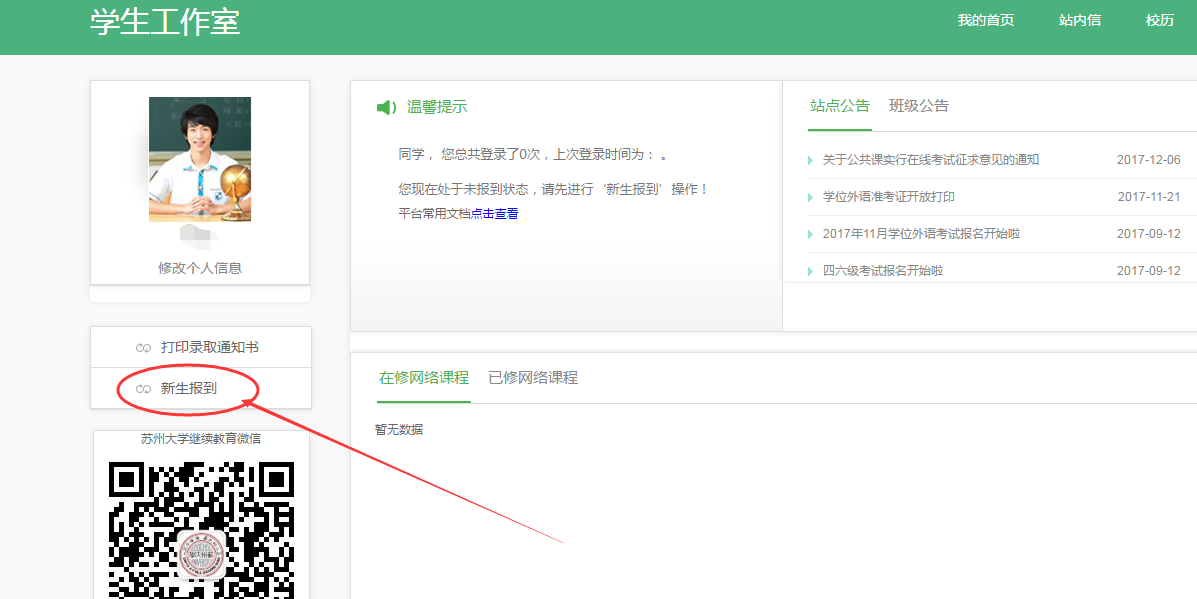 学生工作室
我的首页 站内信 校历
修改个人信息
打印录取通知书
新生报到
苏州大学继续教育微信
温馨提示
同学， 您总共登录了0次，上次登录时间为： 。
您现在处于未报到状态，请先进行‘新生报到’操作！
平台常用文档点击查看
站点公告 班级公告
关于公共课实行在线考试征求意见的通知 2017-12-06
学位外语准考证开放打印 2017-11-21
2017年11月学位外语考试报名开始啦 2017-09-12
四六级考试报名开始啦 2017-09-12
在修网络课程 已修网络课程
暂无数据